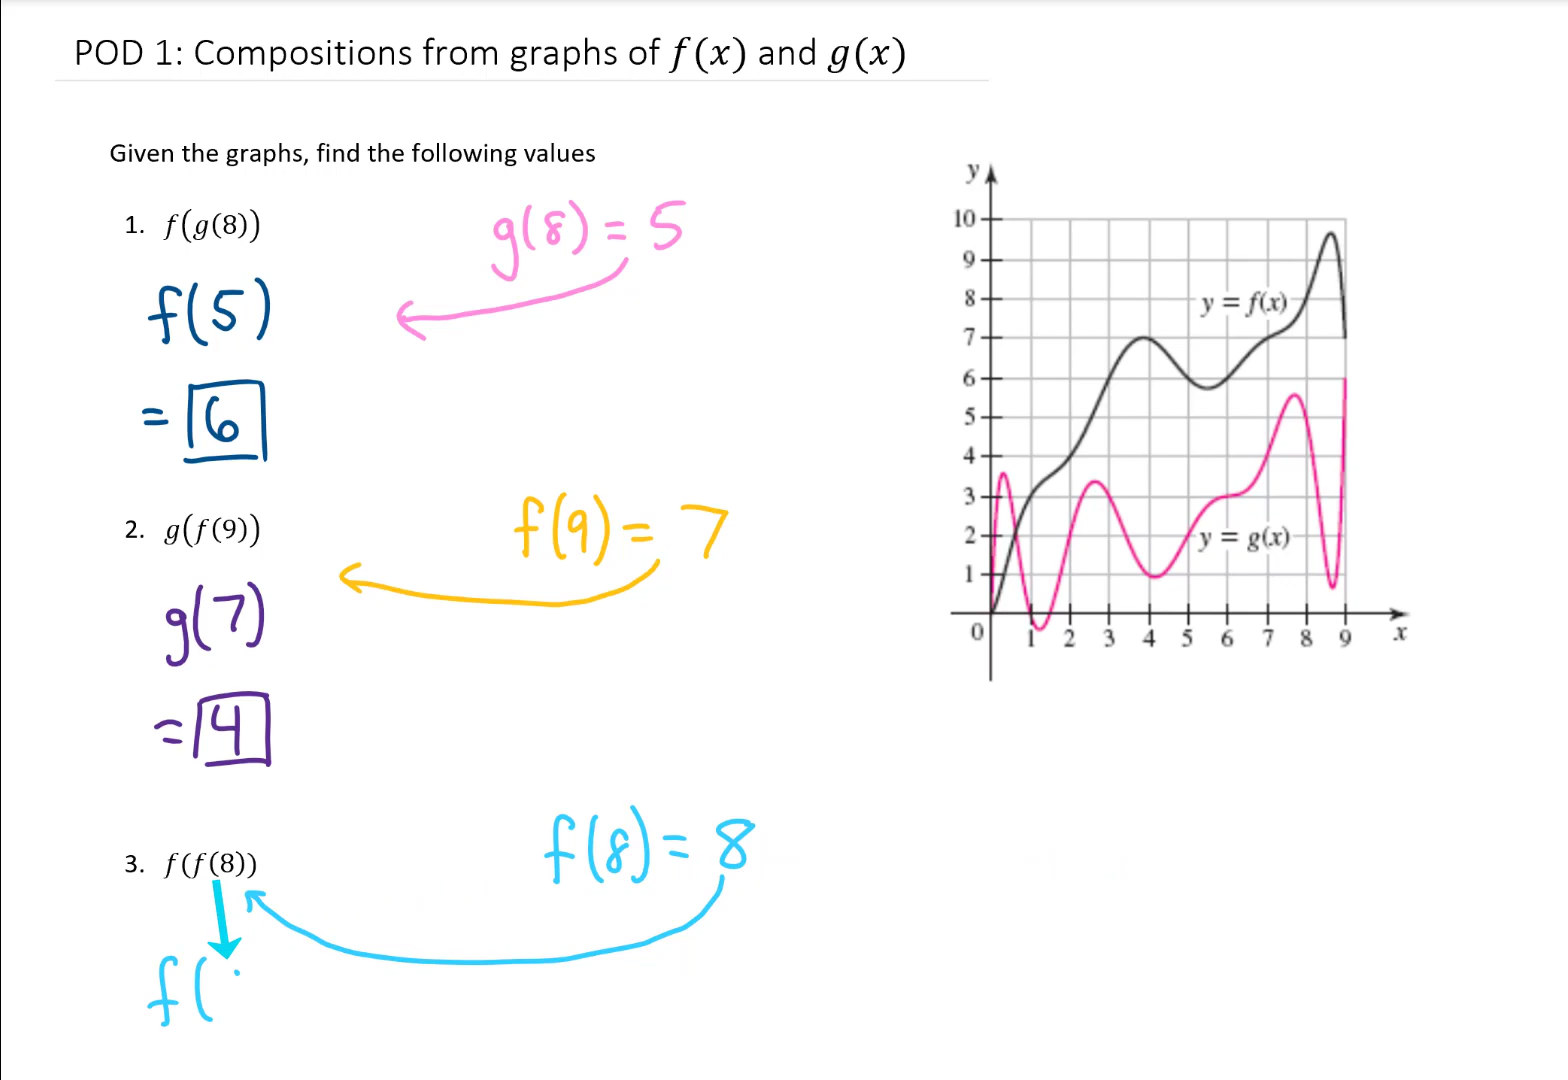 POD 1: Compositions from graphs of f(x) and g(x)
Given the graphs, find the following values
1. f(g(8))
g(8) = 5
f(5)
= 6
2. g(f(9))
f(9) = 7
g(7)
= 4
3. f(f(8))
f(8) = 8
f(
y
10
9
8
7
6
5
4
3
2
1
y = f(x)
y = g(x)
0 1 2 3 4 5 6 7 8 9 x